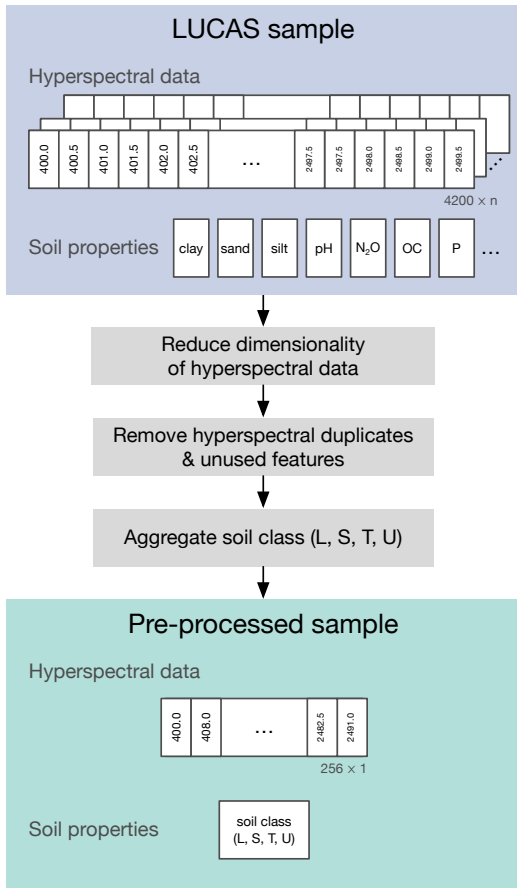 LUCAS sample
Hyperspectral data
400.0 400.5 401.0 401.5 402.0 402.5 ... 2497.5 2497.5 2498.0 2498.5 2499.0 2499.5
4200 × n
Soil properties clay sand silt pH N₂O OC P ...
Reduce dimensionality
of hyperspectral data
Remove hyperspectral duplicates
& unused features
Aggregate soil class (L, S, T, U)
Pre-processed sample
Hyperspectral data
400.0 408.0 ... 2482.5 2491.0
256 × 1
Soil properties
soil class
(L, S, T, U)